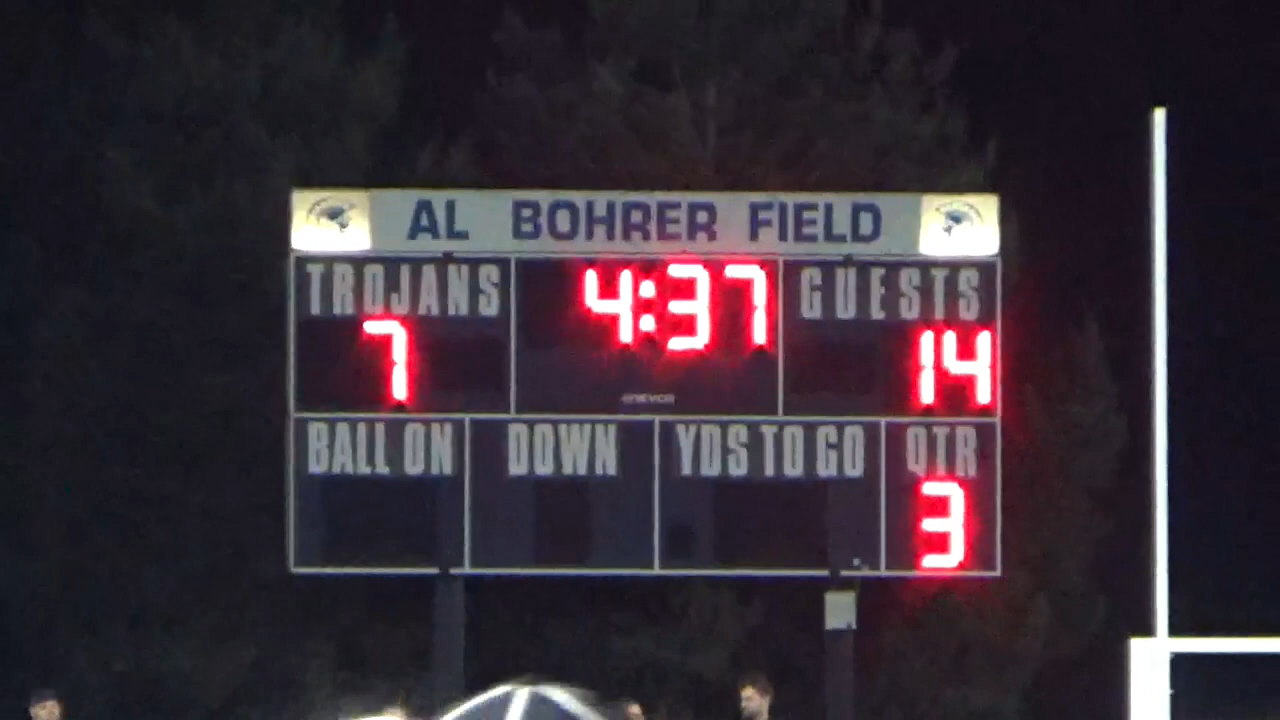 AL BOHRER FIELD
TROJANS 4:37 GUESTS
7 14
BALL ON DOWN YDS TO GO QTR
3